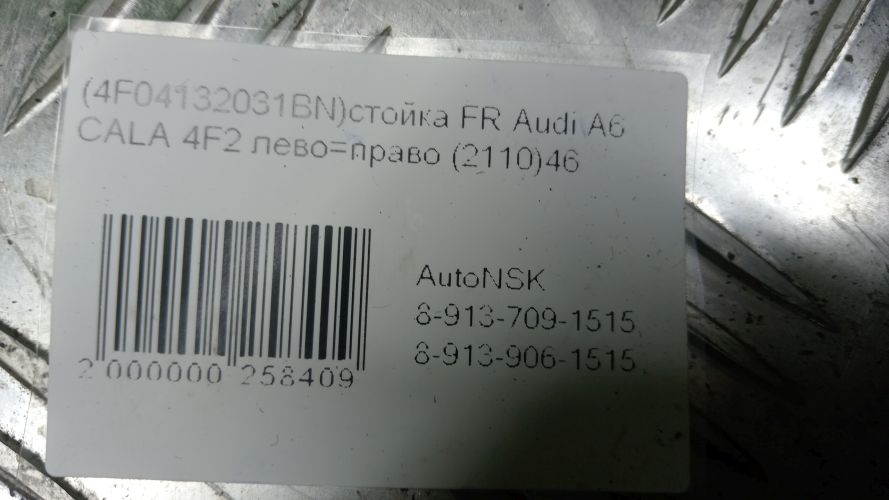 (4F04132031BN)стойка FR Audi A6
CALA 4F2 лево=право (2110)46
AutoNSK
8-913-709-1515
8-913-906-1515
2 000000 258409